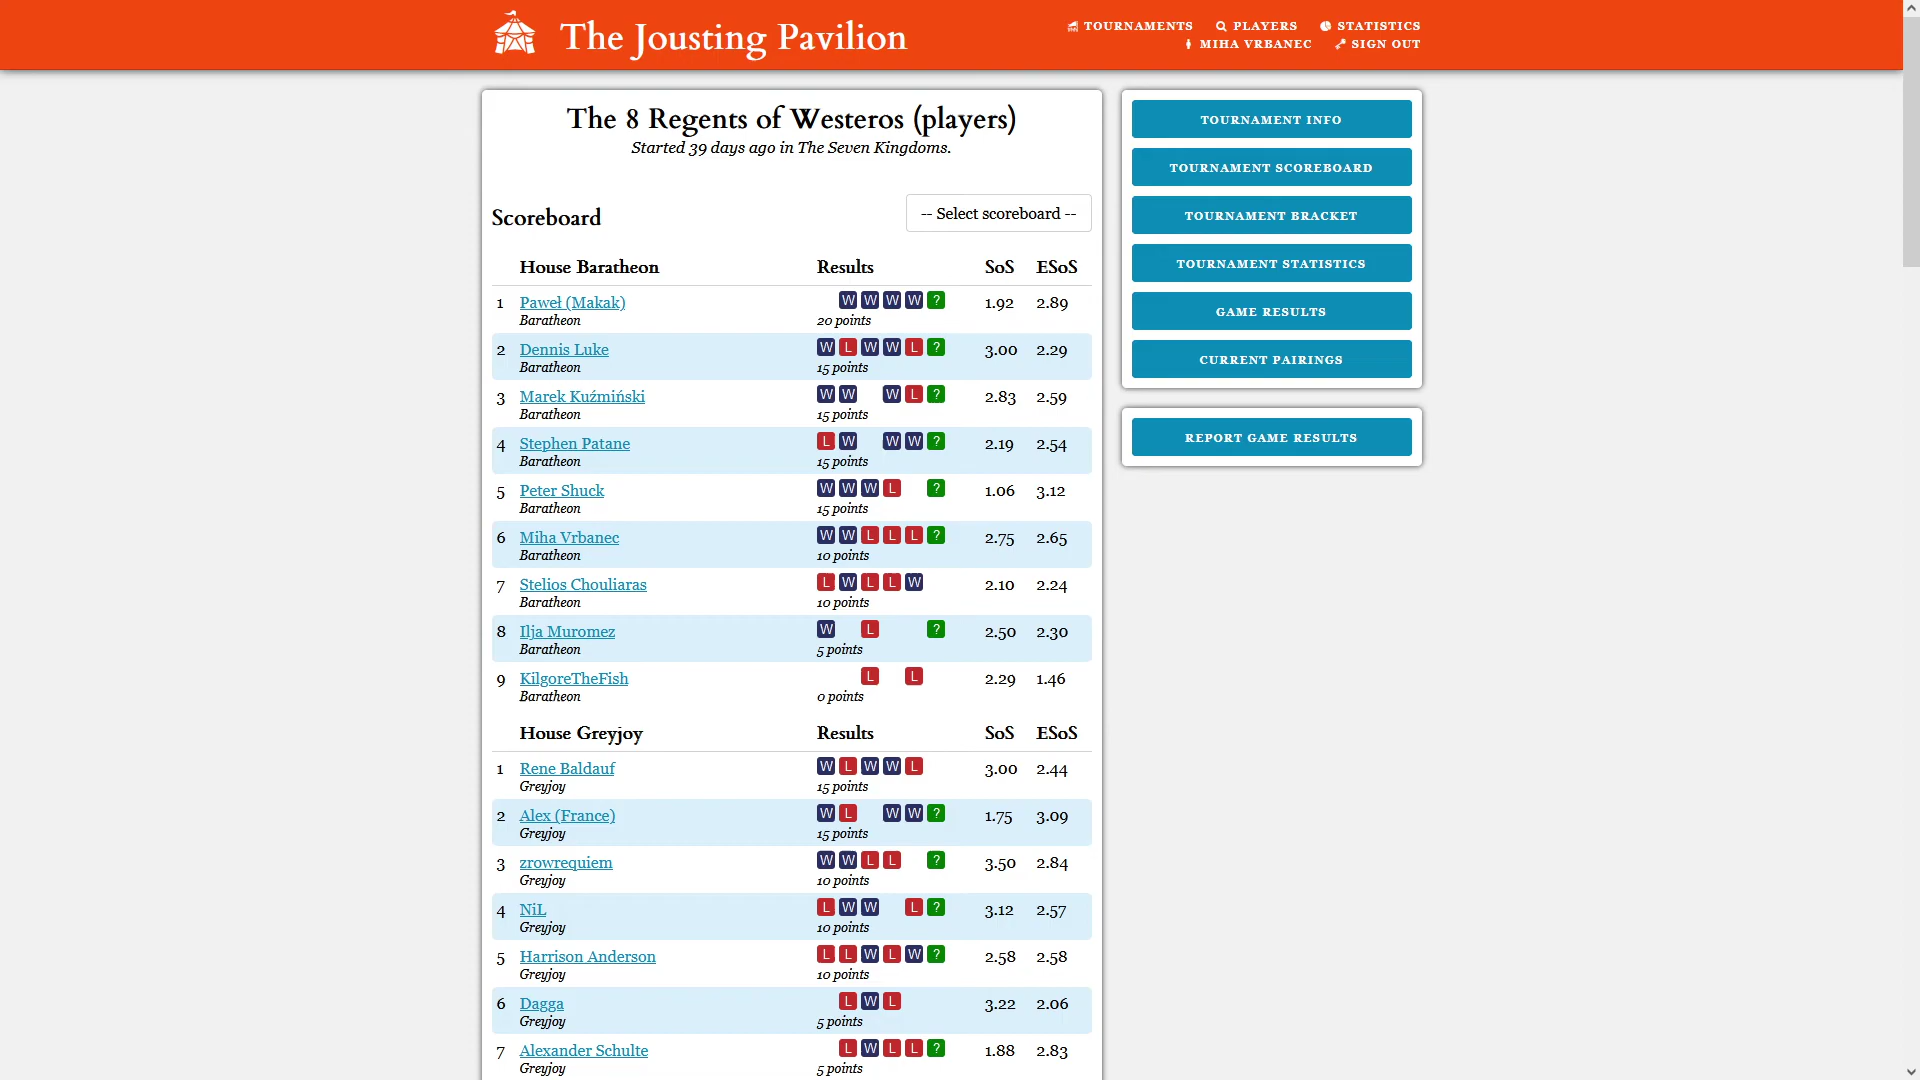 The Jousting Pavilion
TOURNAMENTS PLAYERS STATISTICS
MIHA VRBANEC SIGN OUT
The 8 Regents of Westeros (players)
Started 39 days ago in The Seven Kingdoms.
Scoreboard
-- Select scoreboard --
House Baratheon Results SoS ESoS
1 Paweł (Makak) W W W W ? 1.92 2.89
Baratheon 20 points
2 Dennis Luke W L W W L ? 3.00 2.29
Baratheon 15 points
3 Marek Kuźmiński W W W L ? 2.83 2.59
Baratheon 15 points
4 Stephen Patane L W W W ? 2.19 2.54
Baratheon 15 points
5 Peter Shuck W W W L ? 1.06 3.12
Baratheon 15 points
6 Miha Vrbanec W W L L L ? 2.75 2.65
Baratheon 10 points
7 Stelios Chouliaras L W L L W 2.10 2.24
Baratheon 10 points
8 Ilja Muromez W L ? 2.50 2.30
Baratheon 5 points
9 KilgoreTheFish L L 2.29 1.46
Baratheon 0 points
House Greyjoy Results SoS ESoS
1 Rene Baldauf W L W W L 3.00 2.44
Greyjoy 15 points
2 Alex (France) W L W W ? 1.75 3.09
Greyjoy 15 points
3 zrowrequiem W W L L ? 3.50 2.84
Greyjoy 10 points
4 NiL L W W L ? 3.12 2.57
Greyjoy 10 points
5 Harrison Anderson L L W L W ? 2.58 2.58
Greyjoy 10 points
6 Dagga L W L 3.22 2.06
Greyjoy 5 points
7 Alexander Schulte L W L L ? 1.88 2.83
Greyjoy 5 points
TOURNAMENT INFO
TOURNAMENT SCOREBOARD
TOURNAMENT BRACKET
TOURNAMENT STATISTICS
GAME RESULTS
CURRENT PAIRINGS
REPORT GAME RESULTS